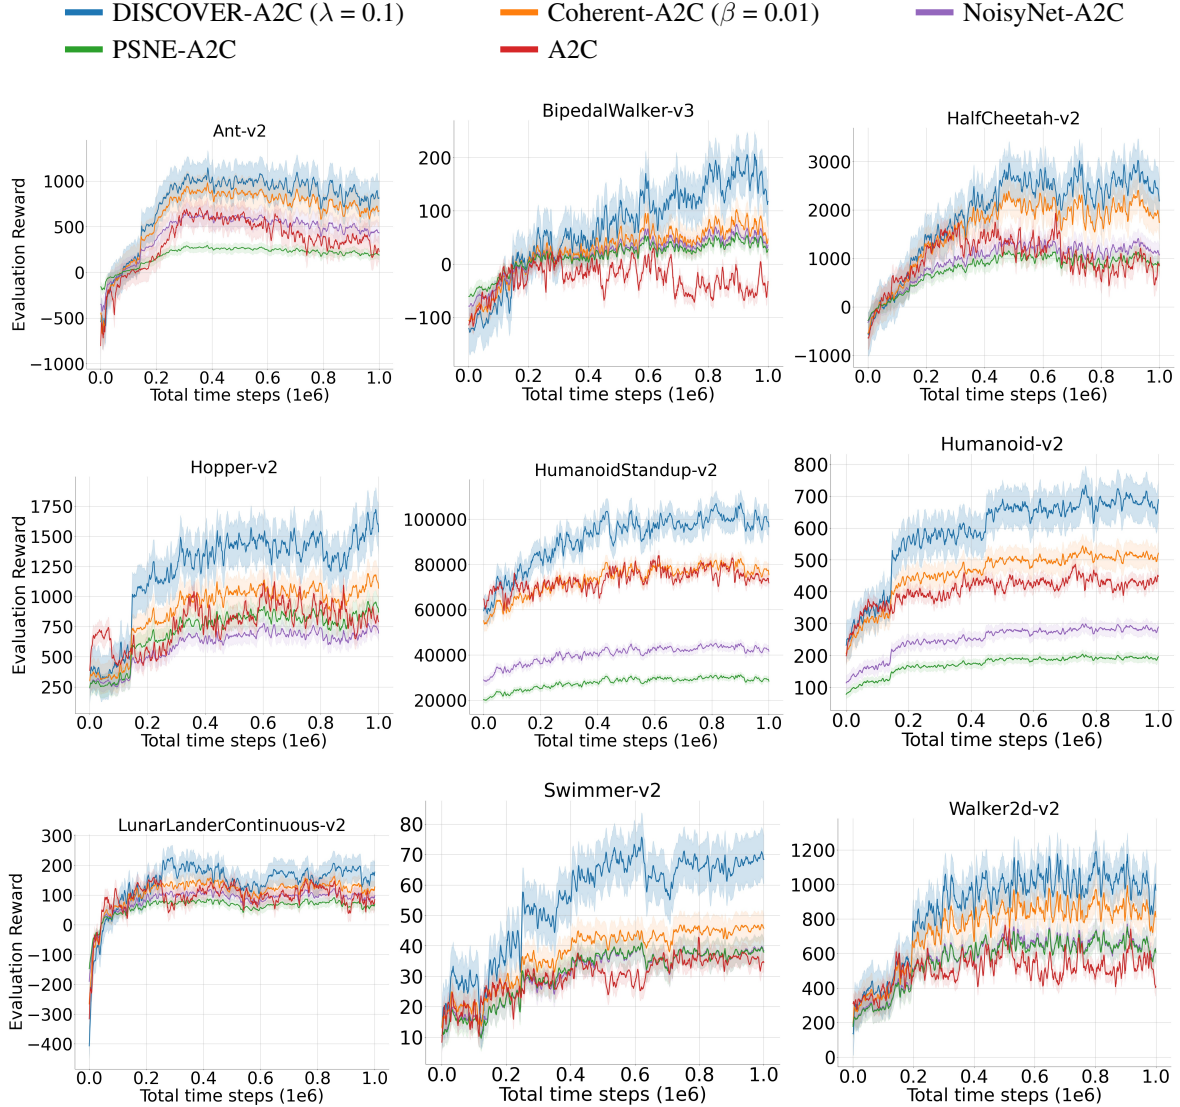 DISCOVER-A2C (λ = 0.1)
Coherent-A2C (β = 0.01)
NoisyNet-A2C
PSNE-A2C
A2C
Ant-v2
Evaluation Reward
1000
500
0
−500
−1000
0.0 0.2 0.4 0.6 0.8 1.0
Total time steps (1e6)
BipedalWalker-v3
200
100
0
−100
0.0 0.2 0.4 0.6 0.8 1.0
Total time steps (1e6)
HalfCheetah-v2
3000
2000
1000
0
−1000
0.0 0.2 0.4 0.6 0.8 1.0
Total time steps (1e6)
Hopper-v2
Evaluation Reward
1750
1500
1250
1000
750
500
250
0.0 0.2 0.4 0.6 0.8 1.0
Total time steps (1e6)
HumanoidStandup-v2
100000
80000
60000
40000
20000
0.0 0.2 0.4 0.6 0.8 1.0
Total time steps (1e6)
Humanoid-v2
800
700
600
500
400
300
200
100
0.0 0.2 0.4 0.6 0.8 1.0
Total time steps (1e6)
LunarLanderContinuous-v2
Evaluation Reward
300
200
100
0
−100
−200
−300
−400
0.0 0.2 0.4 0.6 0.8 1.0
Total time steps (1e6)
Swimmer-v2
80
70
60
50
40
30
20
10
0.0 0.2 0.4 0.6 0.8 1.0
Total time steps (1e6)
Walker2d-v2
1200
1000
800
600
400
200
0
0.0 0.2 0.4 0.6 0.8 1.0
Total time steps (1e6)